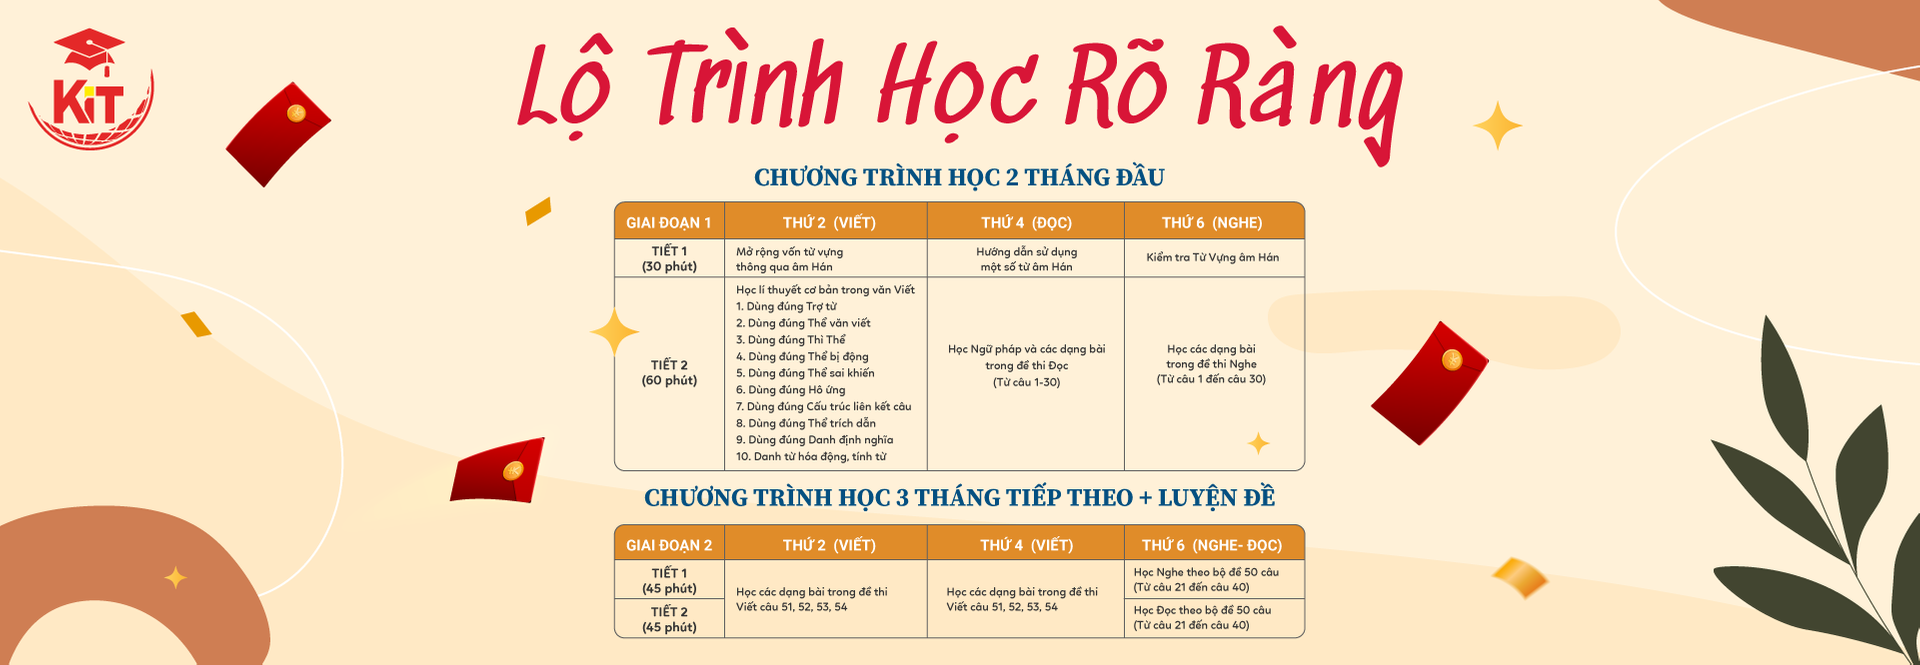 KiT
Lộ Trình Học Rõ Ràng
CHƯƠNG TRÌNH HỌC 2 THÁNG ĐẦU
GIAI ĐOẠN 1
THỨ 2 (VIẾT)
THỨ 4 (ĐỌC)
THỨ 6 (NGHE)
TIẾT 1
(30 phút)
Mở rộng vốn từ vựng
thông qua âm Hán
Hướng dẫn sử dụng
một số từ âm Hán
Kiểm tra Từ Vựng âm Hán
TIẾT 2
(60 phút)
Học lí thuyết cơ bản trong văn Viết
1. Dùng đúng Trợ từ
2. Dùng đúng Thể văn viết
3. Dùng đúng Thì Thể
4. Dùng đúng Thể bị động
5. Dùng đúng Thể sai khiến
6. Dùng đúng Hô ứng
7. Dùng đúng Cấu trúc liên kết câu
8. Dùng đúng Thể trích dẫn
9. Dùng đúng Danh định nghĩa
10. Danh từ hóa động, tính từ
Học Ngữ pháp và các dạng bài
trong đề thi Đọc
(Từ câu 1-30)
Học các dạng bài
trong đề thi Nghe
(Từ câu 1 đến câu 30)
CHƯƠNG TRÌNH HỌC 3 THÁNG TIẾP THEO + LUYỆN ĐỀ
GIAI ĐOẠN 2
THỨ 2 (VIẾT)
THỨ 4 (VIẾT)
THỨ 6 (NGHE- ĐỌC)
TIẾT 1
(45 phút)
Học các dạng bài trong đề thi
Viết câu 51, 52, 53, 54
Học các dạng bài trong đề thi
Viết câu 51, 52, 53, 54
Học Nghe theo bộ đề 50 câu
(Từ câu 21 đến câu 40)
TIẾT 2
(45 phút)
Học Đọc theo bộ đề 50 câu
(Từ câu 21 đến câu 40)